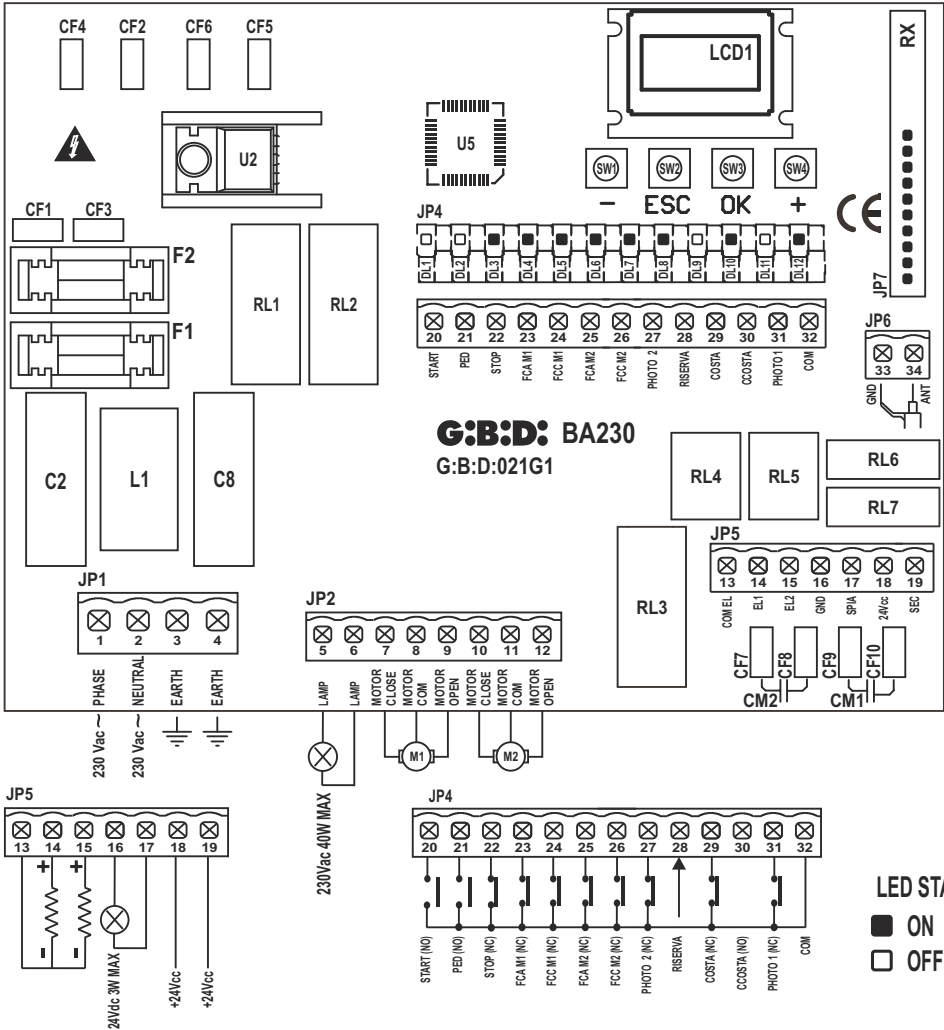 CF4 CF2 CF6 CF5
LCD1
RX
U2
U5
SW1 SW2 SW3 SW4
- ESC OK +
CF1 CF3
JP4
F2
DL1 DL2 DL3 DL4 DL5 DL6 DL7 DL8 DL9 DL10 DL11 DL12
CE
JP7
RL1 RL2
F1
20 21 22 23 24 25 26 27 28 29 30 31 32
START PED STOP FCA M1 FCC M1 FCA M2 FCC M2 PHOTO 2 RISERVA COSTA CCOSTA PHOTO 1 COM
JP6
33 34
GND ANT
G:B:D: BA230
G:B:D:021G1
C2 L1 C8
RL4 RL5 RL6
RL7
RL3
JP5
13 14 15 16 17 18 19
COM EL EL1 EL2 GND SPIA 24Vcc SEC
CF7 CF8 CF9 CF10
CM2 CM1
JP1
1 2 3 4
230 Vac ~ PHASE
230 Vac ~ NEUTRAL
EARTH
EARTH
JP2
5 6 7 8 9 10 11 12
LAMP
LAMP
MOTOR CLOSE
MOTOR COM
MOTOR OPEN
MOTOR CLOSE
MOTOR COM
MOTOR OPEN
M1 M2
230Vac 40W MAX
JP5
13 14 15 16 17 18 19
+ +
- -
24Vdc 3W MAX
+24Vcc
+24Vcc
JP4
20 21 22 23 24 25 26 27 28 29 30 31 32
START (NO)
PED (NO)
STOP (NC)
FCA M1 (NC)
FCC M1 (NC)
FCA M2 (NC)
FCC M2 (NC)
PHOTO 2 (NC)
RISERVA
COSTA (NC)
CCOSTA (NO)
PHOTO 1 (NC)
COM
LED STA
ON
OFF